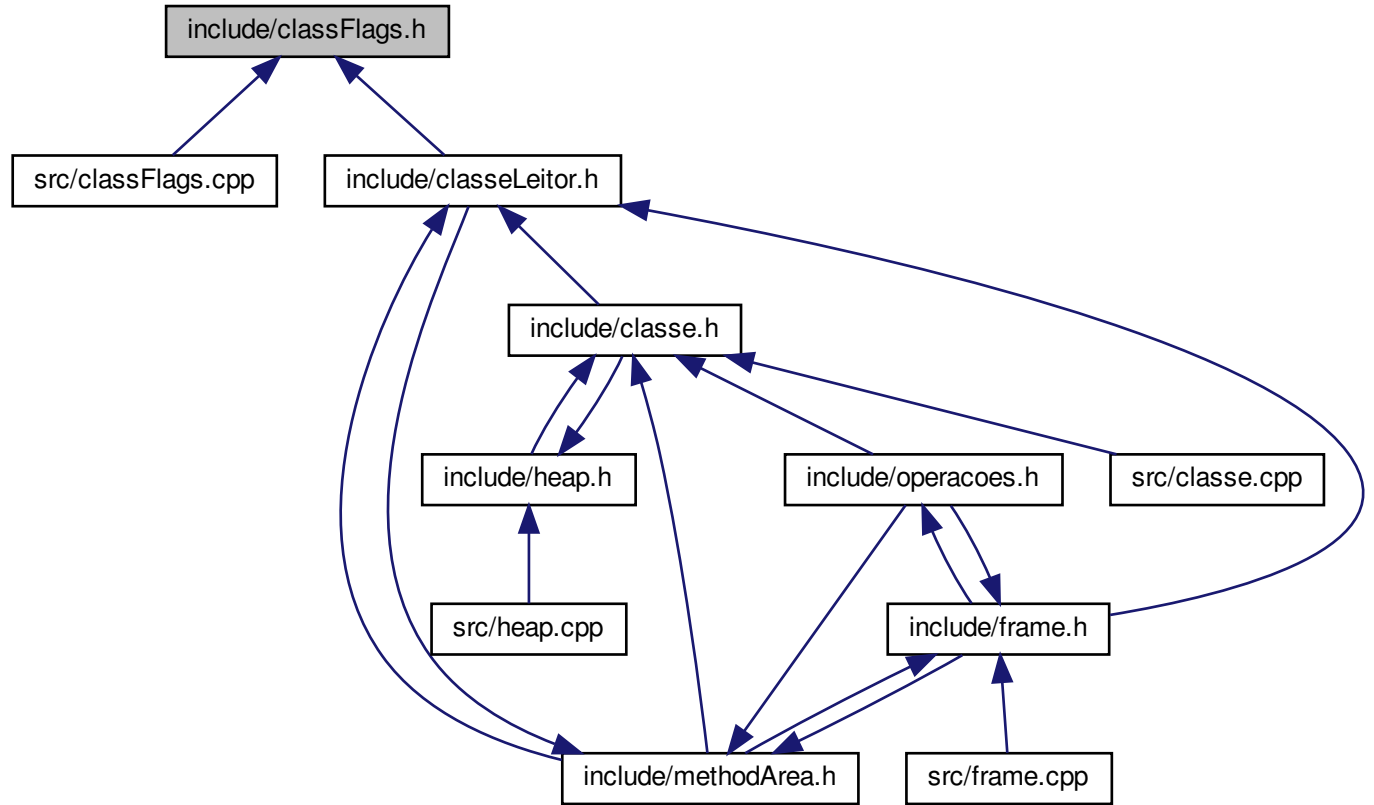 include/classFlags.h
src/classFlags.cpp
include/classeLeitor.h
include/classe.h
include/heap.h
include/operacoes.h
src/classe.cpp
src/heap.cpp
include/frame.h
include/methodArea.h
src/frame.cpp